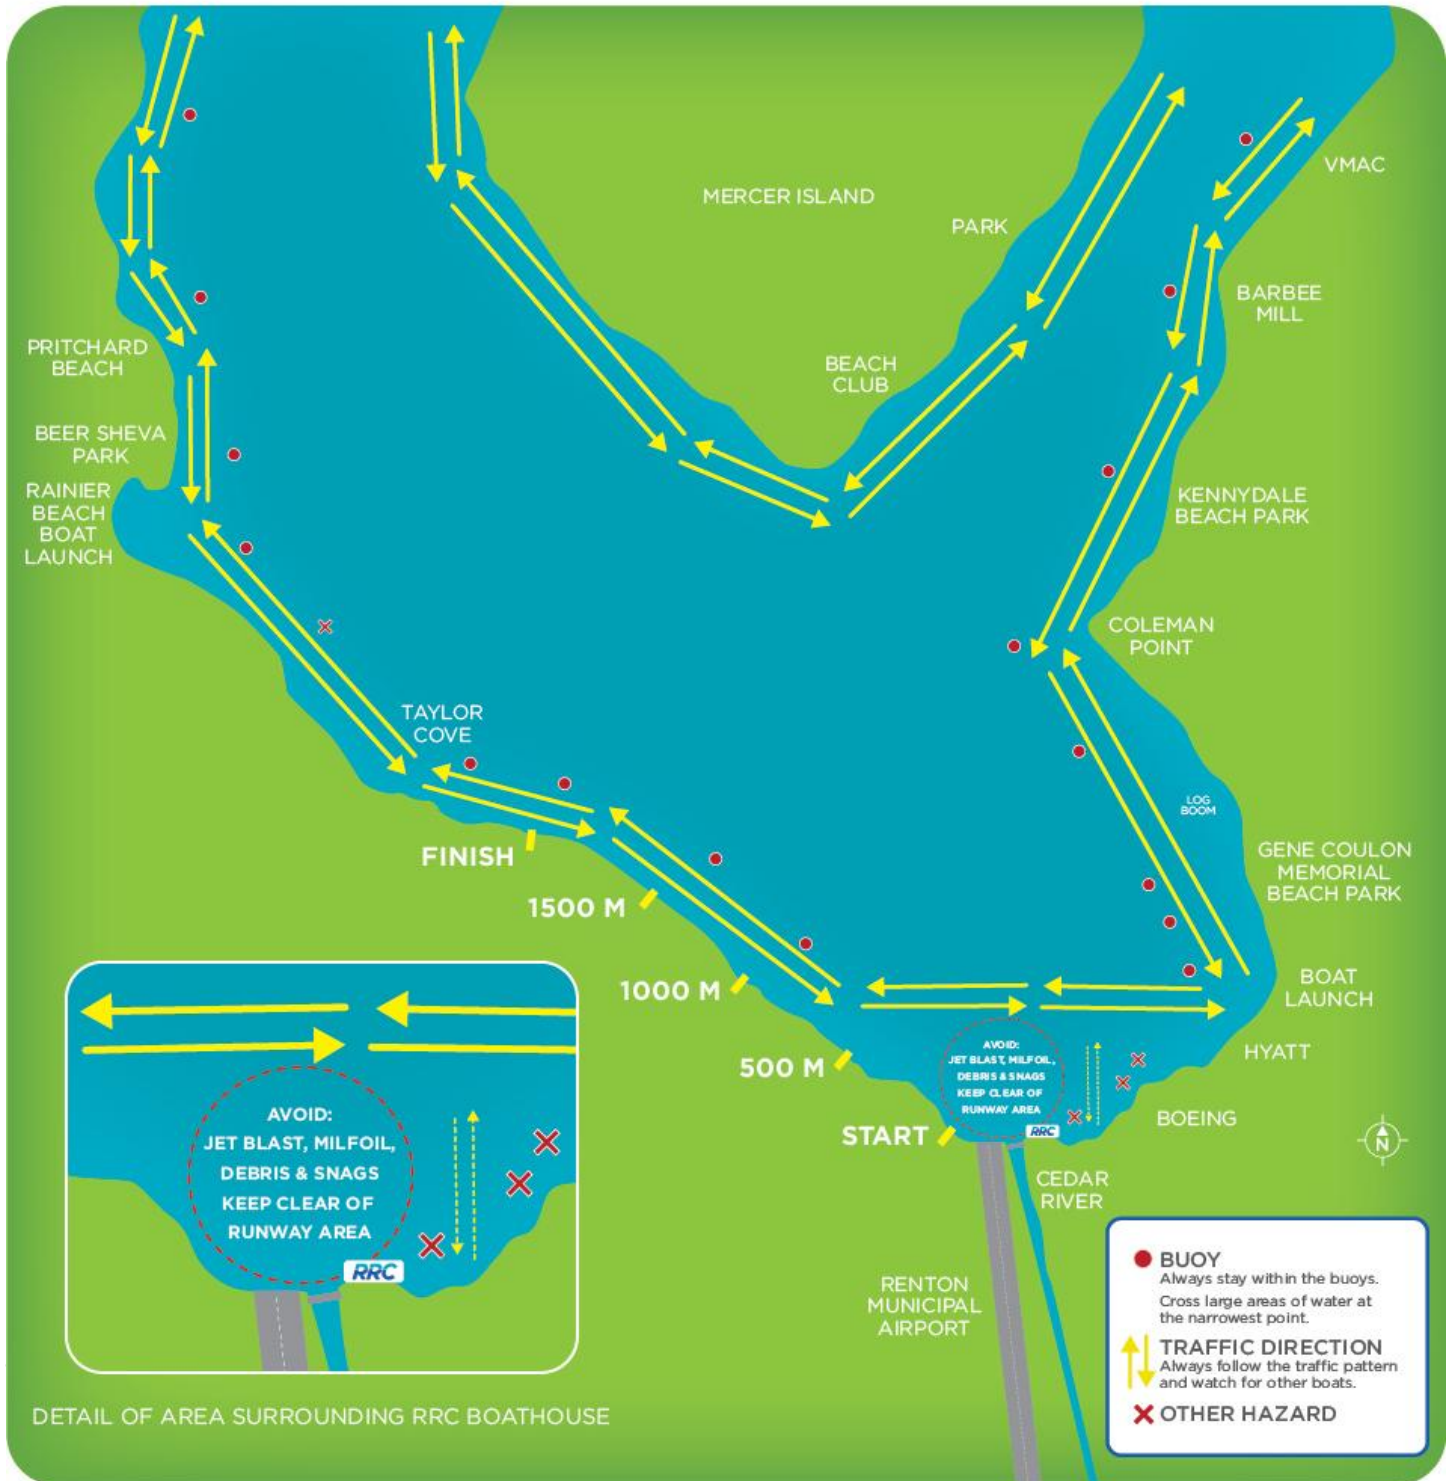 VMAC
MERCER ISLAND
PARK
BARBEE
MILL
PRITCHARD
BEACH
BEACH
CLUB
BEER SHEVA
PARK
RAINIER
BEACH
BOAT
LAUNCH
KENNYDALE
BEACH PARK
COLEMAN
POINT
TAYLOR
COVE
LOG
BOOM
FINISH
GENE COULON
MEMORIAL
BEACH PARK
1500 M
1000 M
BOAT
LAUNCH
500 M
AVOID:
JET BLAST, MILFOIL,
DEBRIS & SNAGS
KEEP CLEAR OF
RUNWAY AREA
HYATT
START
RRC
BOEING
N
CEDAR
RIVER
RENTON
MUNICIPAL
AIRPORT
AVOID:
JET BLAST, MILFOIL,
DEBRIS & SNAGS
KEEP CLEAR OF
RUNWAY AREA
RRC
DETAIL OF AREA SURROUNDING RRC BOATHOUSE
BUOY
Always stay within the buoys.
Cross large areas of water at
the narrowest point.
TRAFFIC DIRECTION
Always follow the traffic pattern
and watch for other boats.
OTHER HAZARD